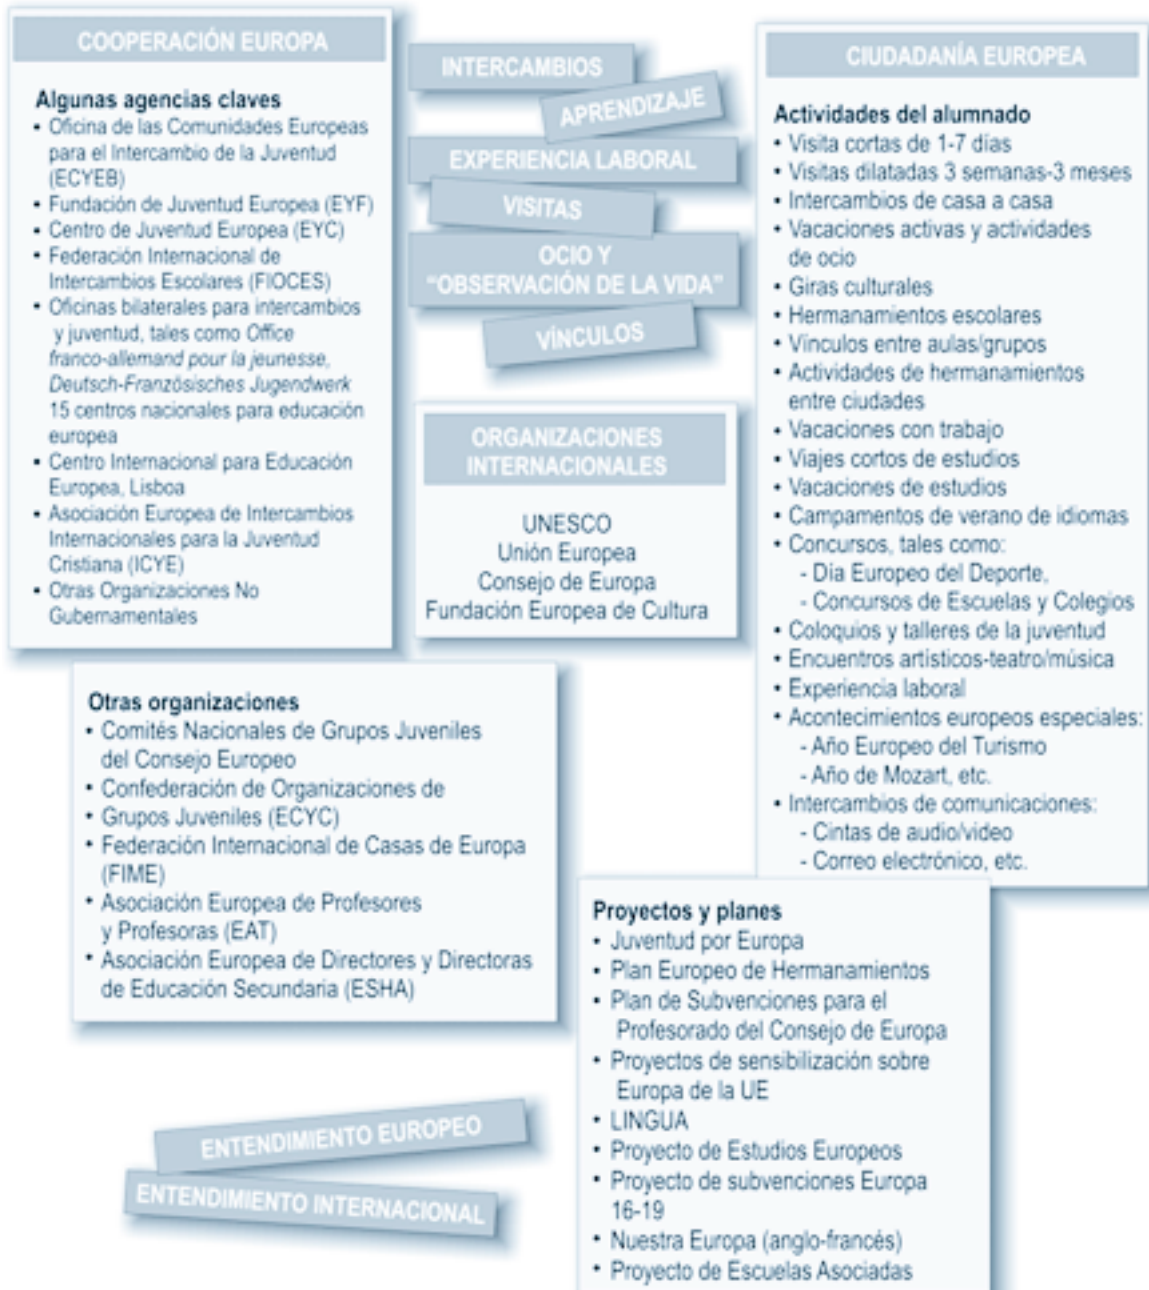 COOPERACIÓN EUROPA
Algunas agencias claves
• Oficina de las Comunidades Europeas
para el Intercambio de la Juventud
(ECYEB)
• Fundación de Juventud Europea (EYF)
• Centro de Juventud Europea (EYC)
• Federación Internacional de
Intercambios Escolares (FIOCES)
• Oficinas bilaterales para intercambios
y juventud, tales como Office
franco-allemand pour la jeunesse,
Deutsch-Französisches Jugendwerk
15 centros nacionales para educación
europea
• Centro Internacional para Educación
Europea, Lisboa
• Asociación Europea de Intercambios
Internacionales para la Juventud
Cristiana (ICYE)
• Otras Organizaciones No
Gubernamentales
INTERCAMBIOS
APRENDIZAJE
EXPERIENCIA LABORAL
VISITAS
OCIO Y
“OBSERVACIÓN DE LA VIDA”
VÍNCULOS
ORGANIZACIONES
INTERNACIONALES
UNESCO
Unión Europea
Consejo de Europa
Fundación Europea de Cultura
CIUDADANÍA EUROPEA
Actividades del alumnado
• Visita cortas de 1-7 días
• Visitas dilatadas 3 semanas-3 meses
• Intercambios de casa a casa
• Vacaciones activas y actividades
de ocio
• Giras culturales
• Hermanamientos escolares
• Vínculos entre aulas/grupos
• Actividades de hermanamientos
entre ciudades
• Vacaciones con trabajo
• Viajes cortos de estudios
• Vacaciones de estudios
• Campamentos de verano de idiomas
• Concursos, tales como:
- Día Europeo del Deporte,
- Concursos de Escuelas y Colegios
• Coloquios y talleres de la juventud
• Encuentros artísticos-teatro/música
• Experiencia laboral
• Acontecimientos europeos especiales:
- Año Europeo del Turismo
- Año de Mozart, etc.
• Intercambios de comunicaciones:
- Cintas de audio/video
- Correo electrónico, etc.
Otras organizaciones
• Comités Nacionales de Grupos Juveniles
del Consejo Europeo
• Confederación de Organizaciones de
• Grupos Juveniles (ECYC)
• Federación Internacional de Casas de Europa
(FIME)
• Asociación Europea de Profesores
y Profesoras (EAT)
• Asociación Europea de Directores y Directoras
de Educación Secundaria (ESHA)
Proyectos y planes
• Juventud por Europa
• Plan Europeo de Hermanamientos
• Plan de Subvenciones para el
Profesorado del Consejo de Europa
• Proyectos de sensibilización sobre
Europa de la UE
• LINGUA
• Proyecto de Estudios Europeos
• Proyecto de subvenciones Europa
16-19
• Nuestra Europa (anglo-francés)
• Proyecto de Escuelas Asociadas
ENTENDIMIENTO EUROPEO
ENTENDIMIENTO INTERNACIONAL